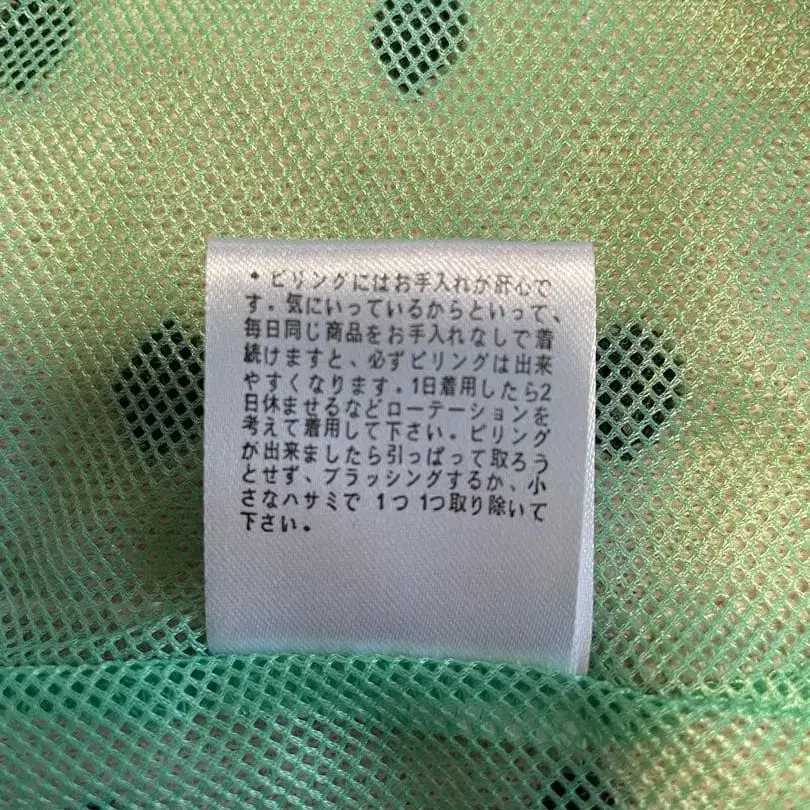 ・ピリングにはお手入れが肝心で
す。気にいっているからといって、
毎日同じ商品をお手入れなしで着
続けますと、必ずピリングは出来
やすくなります。1日着用したら2
日休ませるなどローテーションを
考えて着用して下さい。ピリング
が出来ましたら引っぱって取ろう
とせず、ブラッシングするか、小
さなハサミで 1つ 1つ取り除いて
下さい。